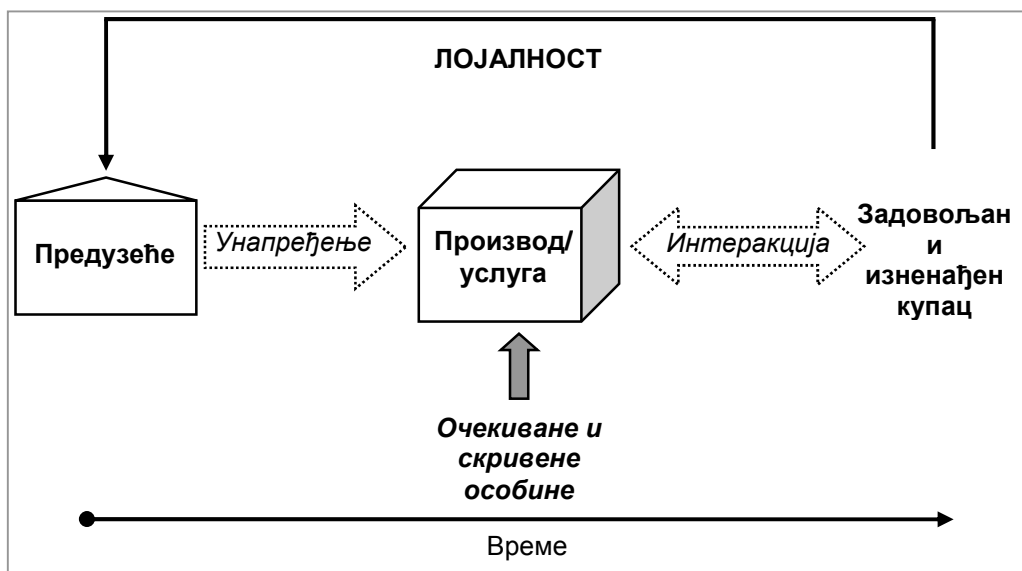 ЛОЈАЛНОСТ
Предузеће
Унапређење
Производ/
услуга
Интеракција
Задовољан
и
изненађен
купац
Очекиване и
скривене
особине
Време